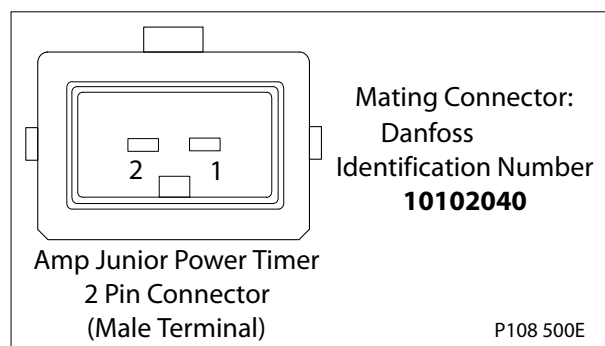 2 1
Amp Junior Power Timer
2 Pin Connector
(Male Terminal)
Mating Connector:
Danfoss
Identification Number
10102040
P108 500E